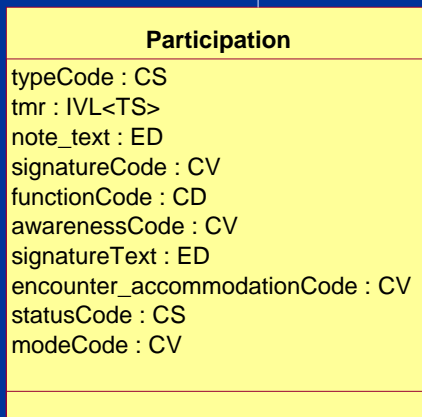 Participation
typeCode : CS
tmr : IVL<TS>
note_text : ED
signatureCode : CV
functionCode : CD
awarenessCode : CV
signatureText : ED
encounter_accommodationCode : CV
statusCode : CS
modeCode : CV